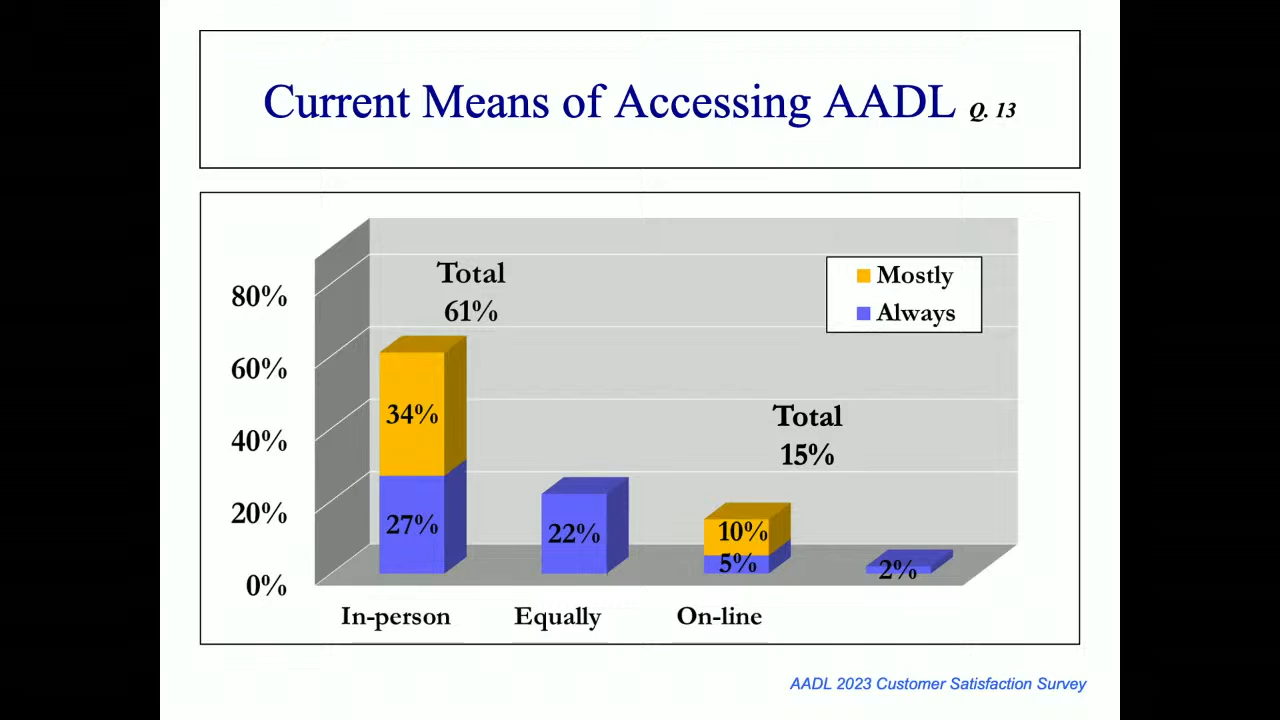 Current Means of Accessing AADL Q. 13
Total
61%
Mostly
Always
80%
60%
40%
20%
0%
34%
27%
22%
Total
15%
10%
5%
2%
In-person Equally On-line
AADL 2023 Customer Satisfaction Survey